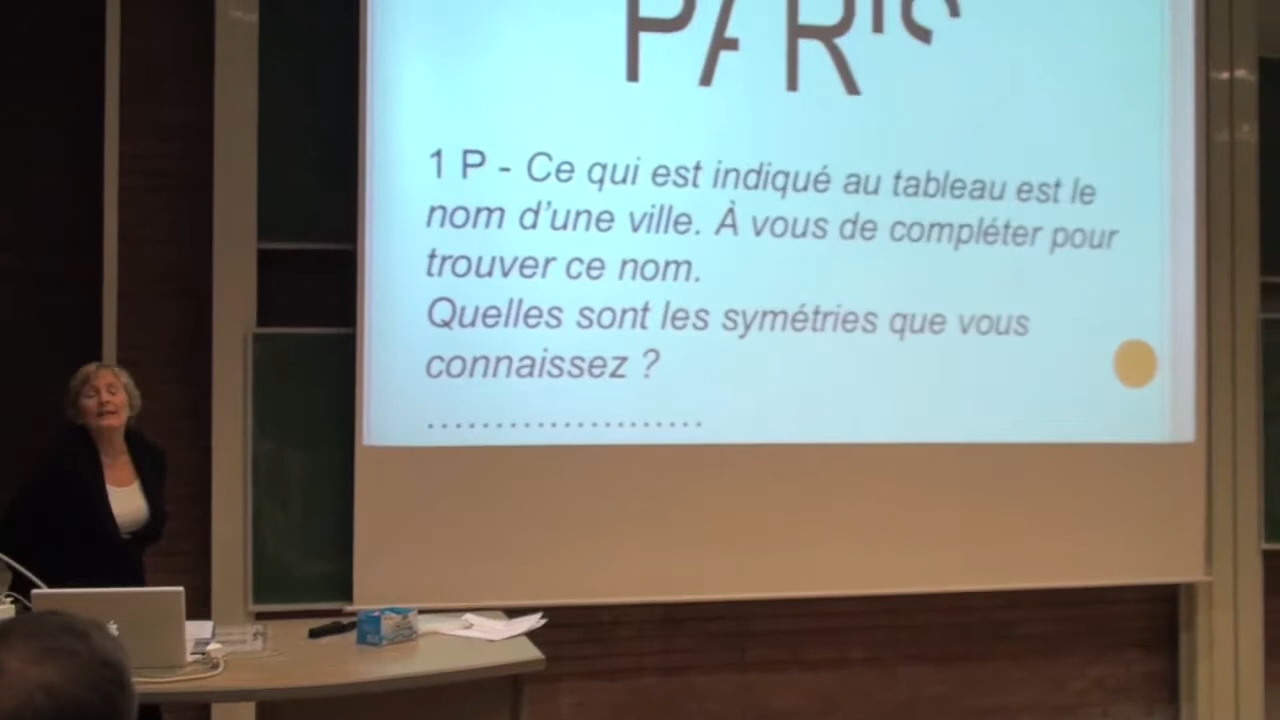 PARIS
1 P - Ce qui est indiqué au tableau est le
nom d'une ville. À vous de compléter pour
trouver ce nom.
Quelles sont les symétries que vous
connaissez ?
.....................